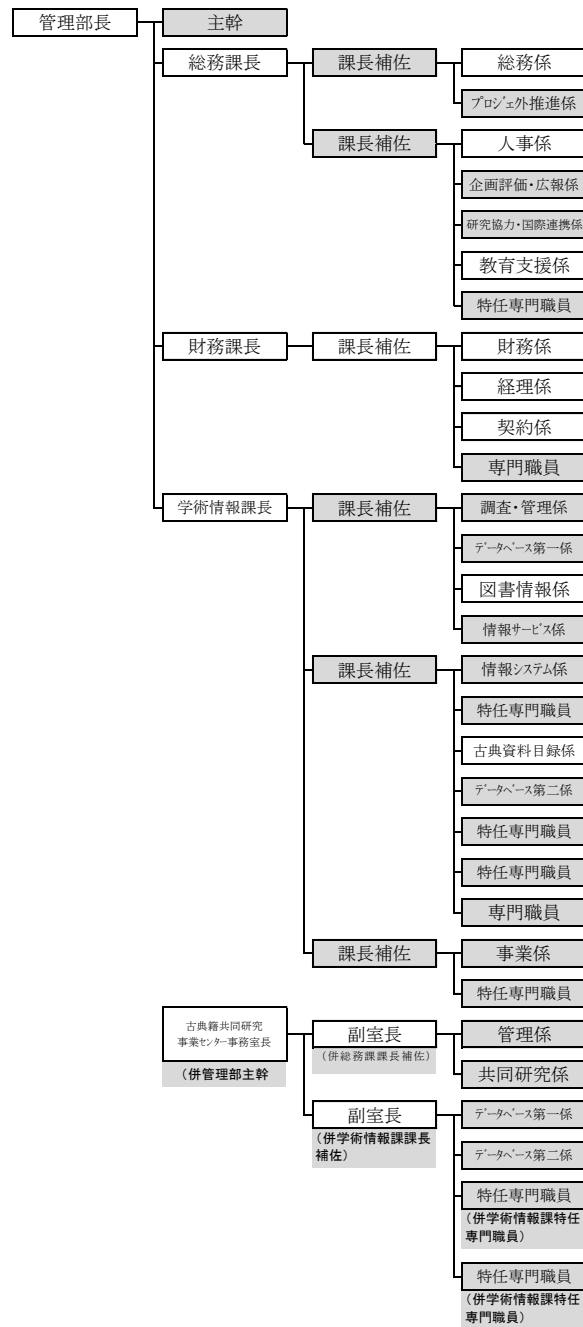 管理部長
主幹
総務課長
課長補佐
総務係
プロジェクト推進係
課長補佐
人事係
企画評価・広報係
研究協力・国際連携係
教育支援係
特任専門職員
財務課長
課長補佐
財務係
経理係
契約係
専門職員
学術情報課長
課長補佐
調査・管理係
データベース第一係
図書情報係
情報サービス係
課長補佐
情報システム係
特任専門職員
古典資料目録係
データベース第二係
特任専門職員
特任専門職員
専門職員
課長補佐
事業係
特任専門職員
古典籍共同研究
事業センター事務室長
(併管理部主幹
副室長
(併総務課課長補佐)
管理係
共同研究係
副室長
(併学術情報課課長
補佐)
データベース第一係
データベース第二係
特任専門職員
(併学術情報課特任
専門職員)
特任専門職員
(併学術情報課特任
専門職員)